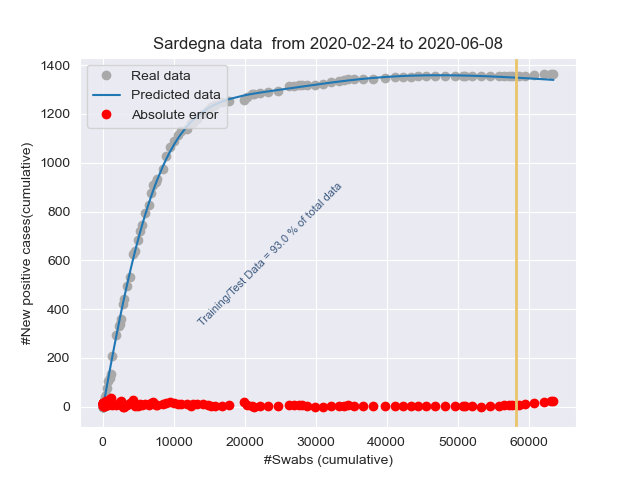 Sardegna data  from 2020-02-24 to 2020-06-08
Real data
Predicted data
Absolute error
Training/Test Data = 93.0 % of total data
#New positive cases(cumulative)
1400
1200
1000
800
600
400
200
0
0
10000
20000
30000
40000
50000
60000
#Swabs (cumulative)